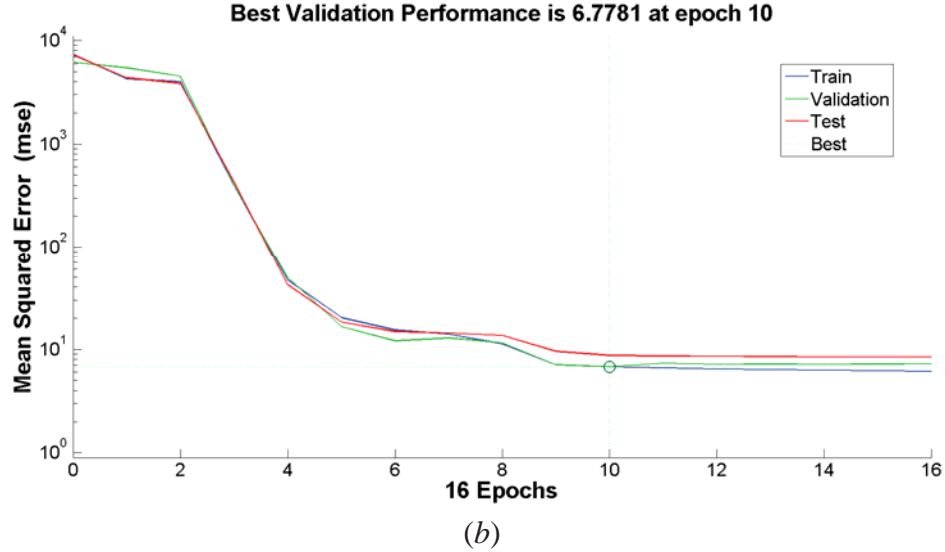 Best Validation Performance is 6.7781 at epoch 10
Mean Squared Error (mse)
10^4
10^3
10^2
10^1
10^0
Train
Validation
Test
Best
0 2 4 6 8 10 12 14 16
16 Epochs
(b)